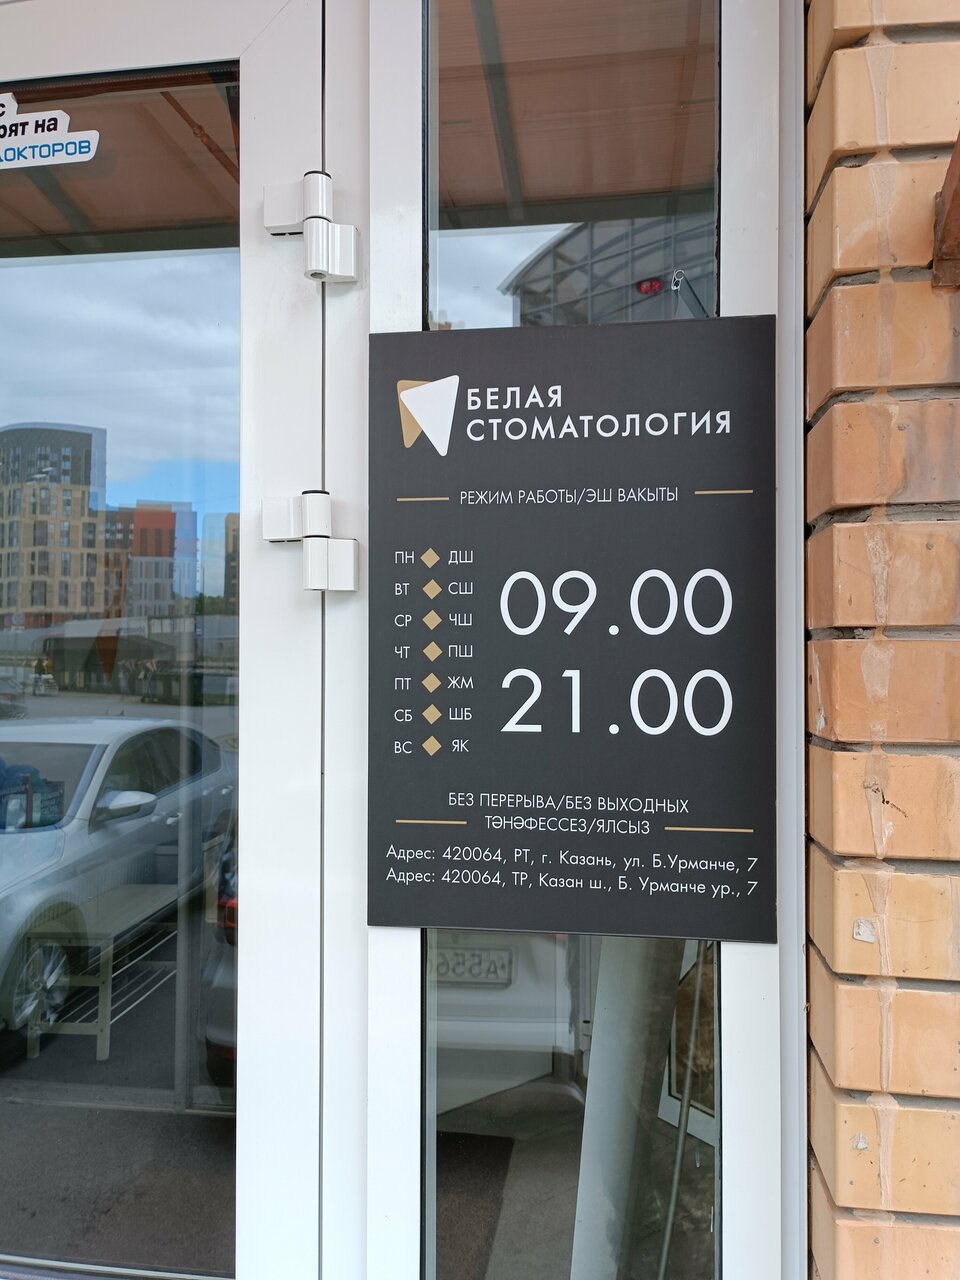 на
ДОКТОРОВ
БЕЛАЯ
СТОМАТОЛОГИЯ
РЕЖИМ РАБОТЫ/ЭШ ВАКЫТЫ
ПН ДШ
ВТ СШ
СР ЧШ
ЧТ ПШ
ПТ ЖМ
СБ ШБ
ВС ЯК
09.00
21.00
БЕЗ ПЕРЕРЫВА/БЕЗ ВЫХОДНЫХ
ТӘНӘФЕССЕЗ/ЯЛСЫЗ
Адрес: 420064, РТ, г. Казань, ул. Б.Урманче, 7
Адрес: 420064, ТР, Казан ш., Б. Урманче ур., 7